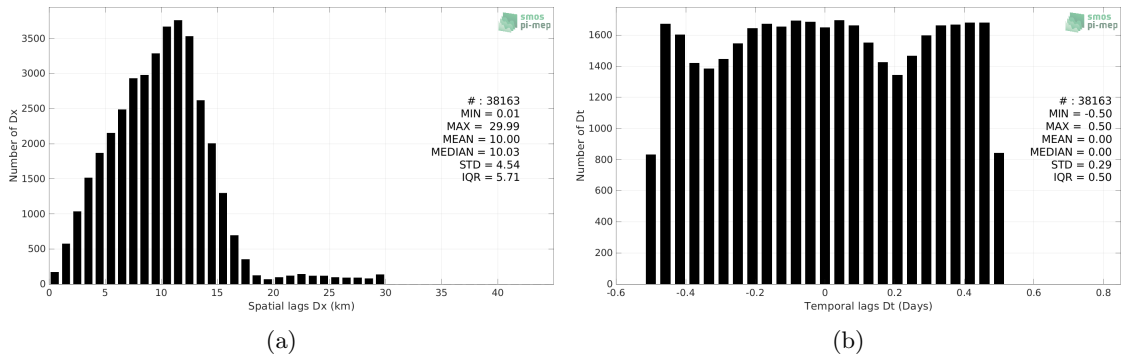 smos
pi-mep
3500
3000
2500
2000
1500
1000
500
0
Number of Dx
# : 38163
MIN = 0.01
MAX = 29.99
MEAN = 10.00
MEDIAN = 10.03
STD = 4.54
IQR = 5.71
0 5 10 15 20 25 30 35 40
Spatial lags Dx (km)
(a)
smos
pi-mep
1600
1400
1200
1000
800
600
400
200
0
Number of Dt
# : 38163
MIN = -0.50
MAX = 0.50
MEAN = 0.00
MEDIAN = 0.00
STD = 0.29
IQR = 0.50
-0.6 -0.4 -0.2 0 0.2 0.4 0.6 0.8
Temporal lags Dt (Days)
(b)